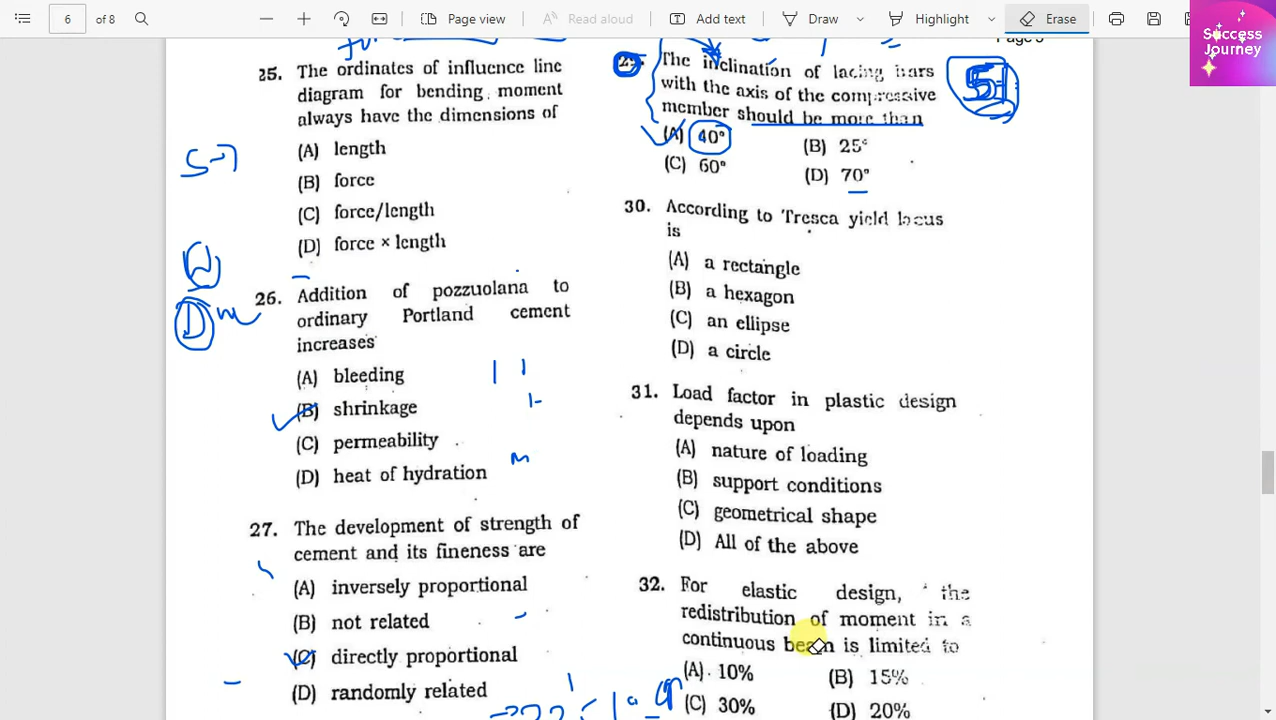 6
of 8
Page view
Read aloud
Add text
Draw
Highlight
Erase
Success
Journey
25. The ordinates of influence line
diagram for bending moment
always have the dimensions of
(A) length
(B) force
(C) force/length
(D) force × length
26. Addition of pozzuolana to
ordinary Portland cement
increases
(A) bleeding
(B) shrinkage
(C) permeability
(D) heat of hydration
27. The development of strength of
cement and its fineness are
(A) inversely proportional
(B) not related
(C) directly proportional
(D) randomly related
The inclination of lacing bars
with the axis of the compressive
member should be more than
(A) 40°
(B) 25°
(C) 60°
(D) 70°
51
30. According to Tresca yield locus
is
(A) a rectangle
(B) a hexagon
(C) an ellipse
(D) a circle
31. Load factor in plastic design
depends upon
(A) nature of loading
(B) support conditions
(C) geometrical shape
(D) All of the above
32. For elastic design, the
redistribution of moment in a
continuous beam is limited to
(A) 10%
(B) 15%
(C) 30%
(D) 20%